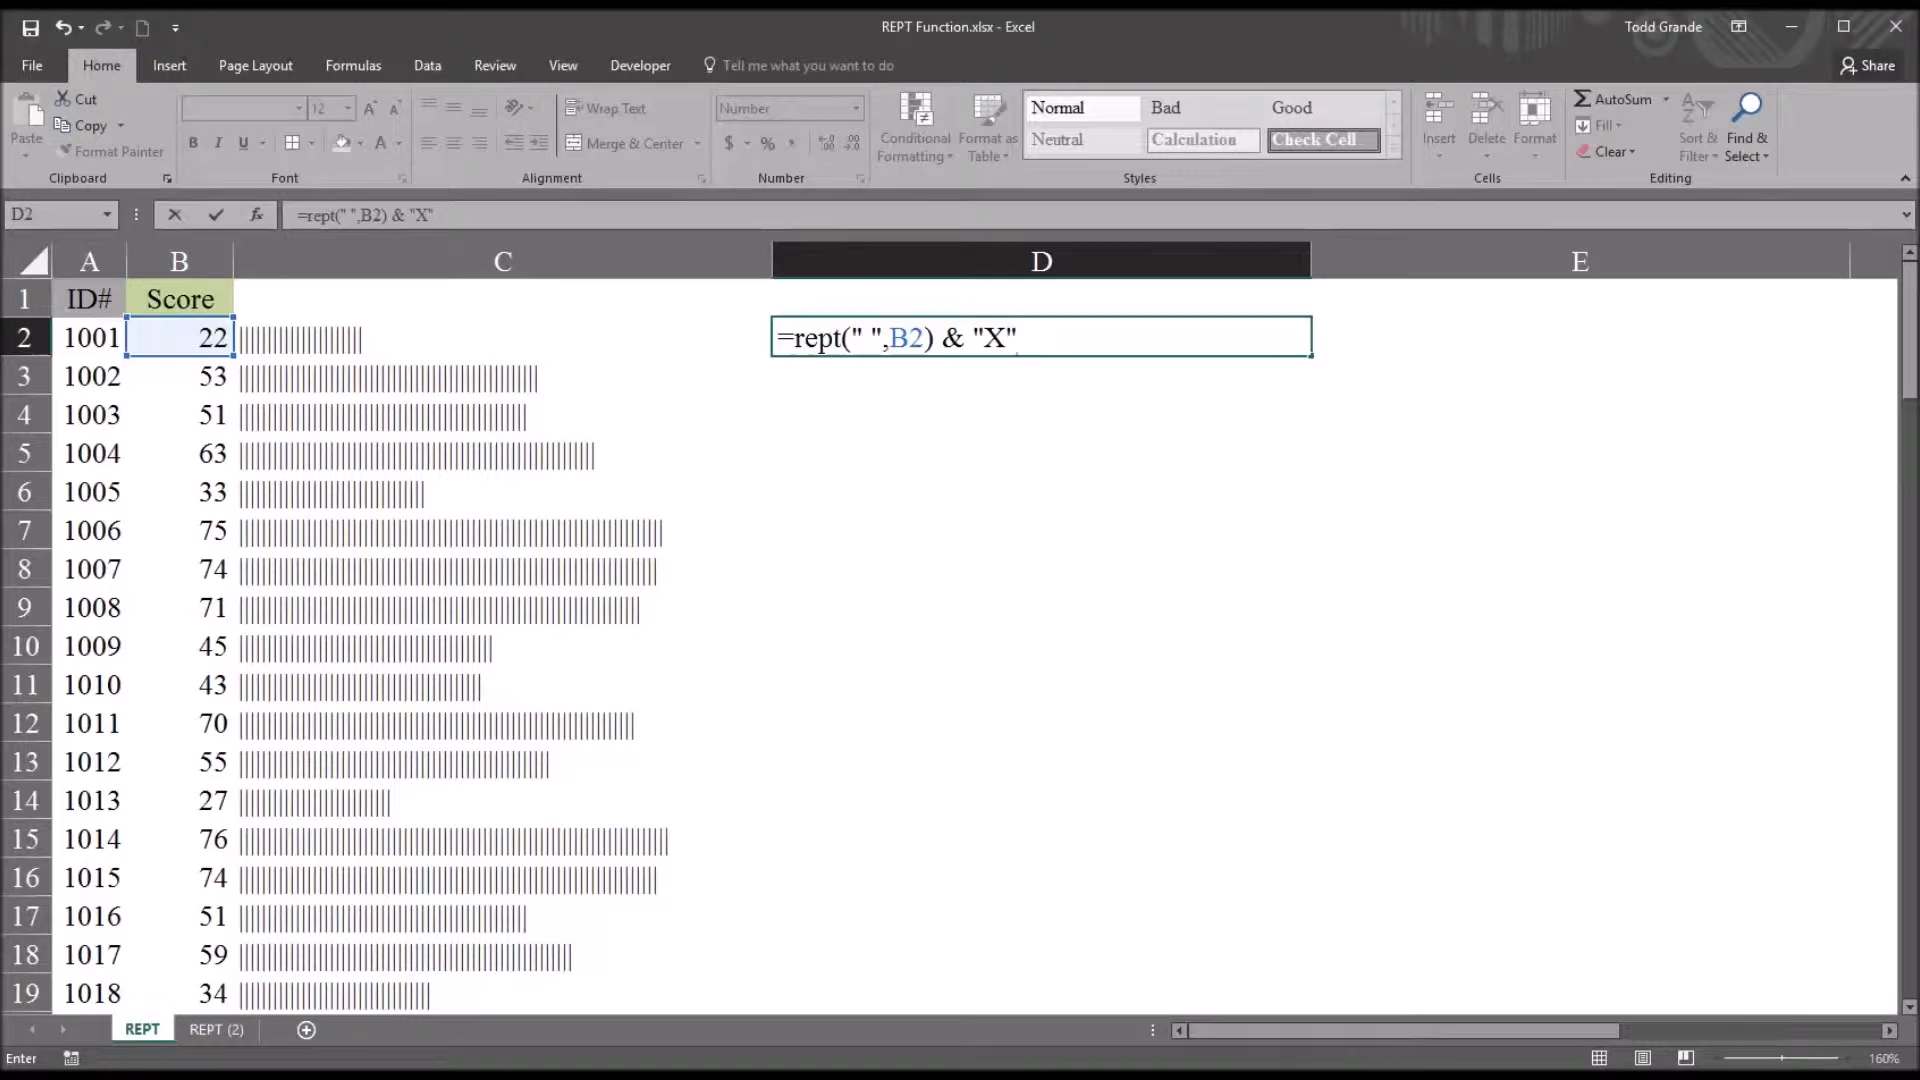 REPT Function.xlsx - Excel
Todd Grande
File Home Insert Page Layout Formulas Data Review View Developer Tell me what you want to do Share
Paste Cut Copy Format Painter Clipboard
12 A A B I U A Font
Wrap Text Merge & Center Alignment
Number $ % , Number
Conditional Formatting Format as Table
Normal Bad Good
Neutral Calculation Check Cell
Styles
Insert Delete Format Cells
AutoSum Fill Clear Sort & Filter Find & Select Editing
D2 fx =rept(" ",B2) & "X"
A B C D E
1 ID# Score
2 1001 22 |||||||||||||||||||||| =rept(" ",B2) & "X"
3 1002 53 |||||||||||||||||||||||||||||||||||||||||||||||||||||
4 1003 51 |||||||||||||||||||||||||||||||||||||||||||||||||||
5 1004 63 |||||||||||||||||||||||||||||||||||||||||||||||||||||||||||||||
6 1005 33 |||||||||||||||||||||||||||||||||
7 1006 75 |||||||||||||||||||||||||||||||||||||||||||||||||||||||||||||||||||||||||||
8 1007 74 ||||||||||||||||||||||||||||||||||||||||||||||||||||||||||||||||||||||||||
9 1008 71 |||||||||||||||||||||||||||||||||||||||||||||||||||||||||||||||||||||||
10 1009 45 |||||||||||||||||||||||||||||||||||||||||||||
11 1010 43 |||||||||||||||||||||||||||||||||||||||||||
12 1011 70 ||||||||||||||||||||||||||||||||||||||||||||||||||||||||||||||||||||||
13 1012 55 |||||||||||||||||||||||||||||||||||||||||||||||||||||||
14 1013 27 |||||||||||||||||||||||||||
15 1014 76 ||||||||||||||||||||||||||||||||||||||||||||||||||||||||||||||||||||||||||||
16 1015 74 ||||||||||||||||||||||||||||||||||||||||||||||||||||||||||||||||||||||||||
17 1016 51 |||||||||||||||||||||||||||||||||||||||||||||||||||
18 1017 59 |||||||||||||||||||||||||||||||||||||||||||||||||||||||||||
19 1018 34 ||||||||||||||||||||||||||||||||||
REPT REPT (2)
Enter 160%